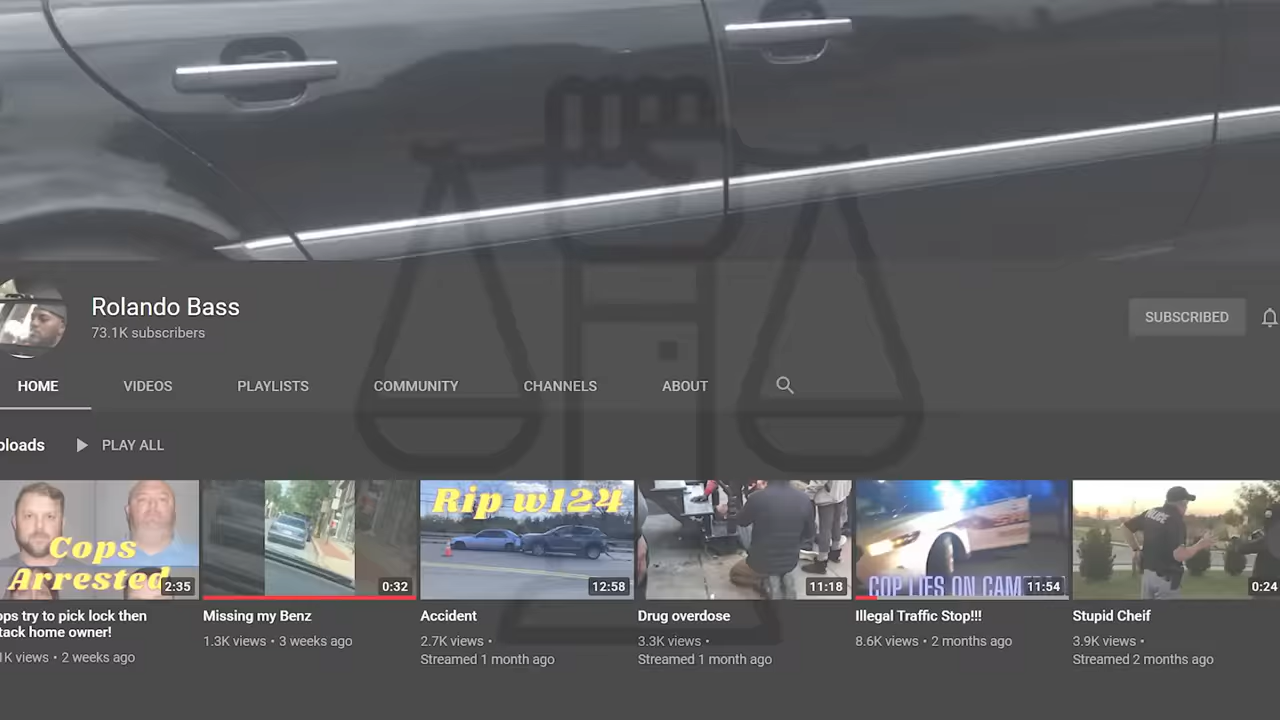 Rolando Bass
73.1K subscribers
SUBSCRIBED
HOME VIDEOS PLAYLISTS COMMUNITY CHANNELS ABOUT
ploads PLAY ALL
Cops
Arrested
2:35
0:32
Rip w124
12:58
11:18
COP LIES ON CAM
11:54
POLICE
0:24
ops try to pick lock then
tack home owner!
1K views • 2 weeks ago
Missing my Benz
1.3K views • 3 weeks ago
Accident
2.7K views •
Streamed 1 month ago
Drug overdose
3.3K views •
Streamed 1 month ago
Illegal Traffic Stop!!!
8.6K views • 2 months ago
Stupid Cheif
3.9K views •
Streamed 2 months ago